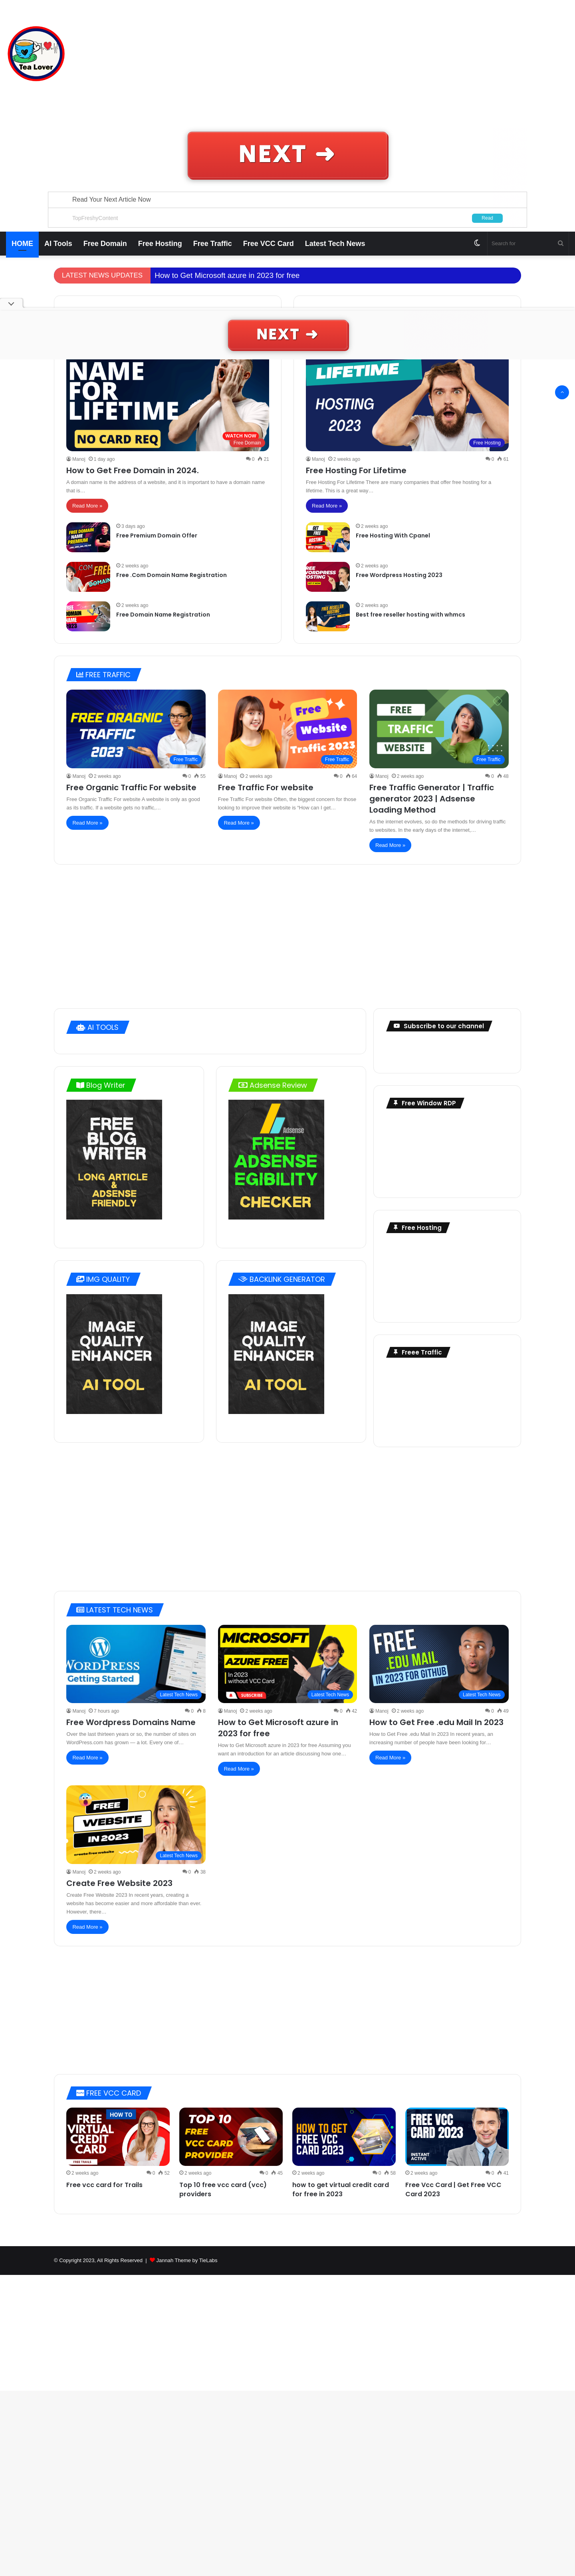 Tea Lover
NEXT ➜
Read Your Next Article Now
TopFreshyContent
Read
HOME
AI Tools
Free Domain
Free Hosting
Free Traffic
Free VCC Card
Latest Tech News
Search for
LATEST NEWS UPDATES
How to Get Microsoft azure in 2023 for free
NEXT ➜
NAME
FOR
LIFETIME
NO CARD REQ
WATCH NOW
Free Domain
Manoj 1 day ago 0 21
How to Get Free Domain in 2024.
A domain name is the address of a website, and it is important to have a domain name
that is…
Read More »
3 days ago
Free Premium Domain Offer
2 weeks ago
Free .Com Domain Name Registration
2 weeks ago
Free Domain Name Registration
LIFETIME
HOSTING
2023
Free Hosting
Manoj 2 weeks ago 0 61
Free Hosting For Lifetime
Free Hosting For Lifetime There are many companies that offer free hosting for a
lifetime. This is a great way…
Read More »
2 weeks ago
Free Hosting With Cpanel
2 weeks ago
Free Wordpress Hosting 2023
2 weeks ago
Best free reseller hosting with whmcs
FREE TRAFFIC
FREE ORAGNIC
TRAFFIC
2023
Free Traffic
Manoj 2 weeks ago 0 55
Free Organic Traffic For website
Free Organic Traffic For website A website is only as good
as its traffic. If a website gets no traffic,…
Read More »
Free
Website
Traffic 2023
Free Traffic
Manoj 2 weeks ago 0 64
Free Traffic For website
Free Traffic For website Often, the biggest concern for those
looking to improve their website is "How can I get…
Read More »
FREE
TRAFFIC
WEBSITE
Free Traffic
Manoj 2 weeks ago 0 48
Free Traffic Generator | Traffic
generator 2023 | Adsense
Loading Method
As the internet evolves, so do the methods for driving traffic
to websites. In the early days of the internet,…
Read More »
AI TOOLS
Subscribe to our channel
Blog Writer
FREE
BLOG
WRITER
LONG ARTICLE
&
ADSENSE
FRIENDLY
Adsense Review
Adsense
FREE
ADSENSE
EGIBILITY
CHECKER
Free Window RDP
Free Hosting
IMG QUALITY
IMAGE
QUALITY
ENHANCER
AI TOOL
BACKLINK GENERATOR
IMAGE
QUALITY
ENHANCER
AI TOOL
Freee Traffic
LATEST TECH NEWS
WORDPRESS
Getting Started
Latest Tech News
Manoj 7 hours ago 0 8
Free Wordpress Domains Name
Over the last thirteen years or so, the number of sites on
WordPress.com has grown — a lot. Every one of…
Read More »
MICROSOFT
AZURE FREE
In 2023
without VCC Card
SUBSCRIBE
Latest Tech News
Manoj 2 weeks ago 0 42
How to Get Microsoft azure in
2023 for free
How to Get Microsoft azure in 2023 for free Assuming you
want an introduction for an article discussing how one…
Read More »
FREE
.EDU MAIL
IN 2023 FOR GITHUB
Latest Tech News
Manoj 2 weeks ago 0 49
How to Get Free .edu Mail In 2023
How to Get Free .edu Mail In 2023 In recent years, an
increasing number of people have been looking for…
Read More »
FREE
WEBSITE
IN 2023
create free website
Latest Tech News
Manoj 2 weeks ago 0 38
Create Free Website 2023
Create Free Website 2023 In recent years, creating a
website has become easier and more affordable than ever.
However, there…
Read More »
FREE VCC CARD
HOW TO
FREE
VIRTUAL
CREDIT
CARD
FREE TRAILS
2 weeks ago 0 52
Free vcc card for Trails
TOP 10
FREE
VCC CARD
PROVIDER
2 weeks ago 0 45
Top 10 free vcc card (vcc)
providers
HOW TO GET
FREE VCC
CARD 2023
2 weeks ago 0 58
how to get virtual credit card
for free in 2023
FREE VCC
CARD 2023
INSTANT
ACTIVE
2 weeks ago 0 41
Free Vcc Card | Get Free VCC
Card 2023
© Copyright 2023, All Rights Reserved | Jannah Theme by TieLabs